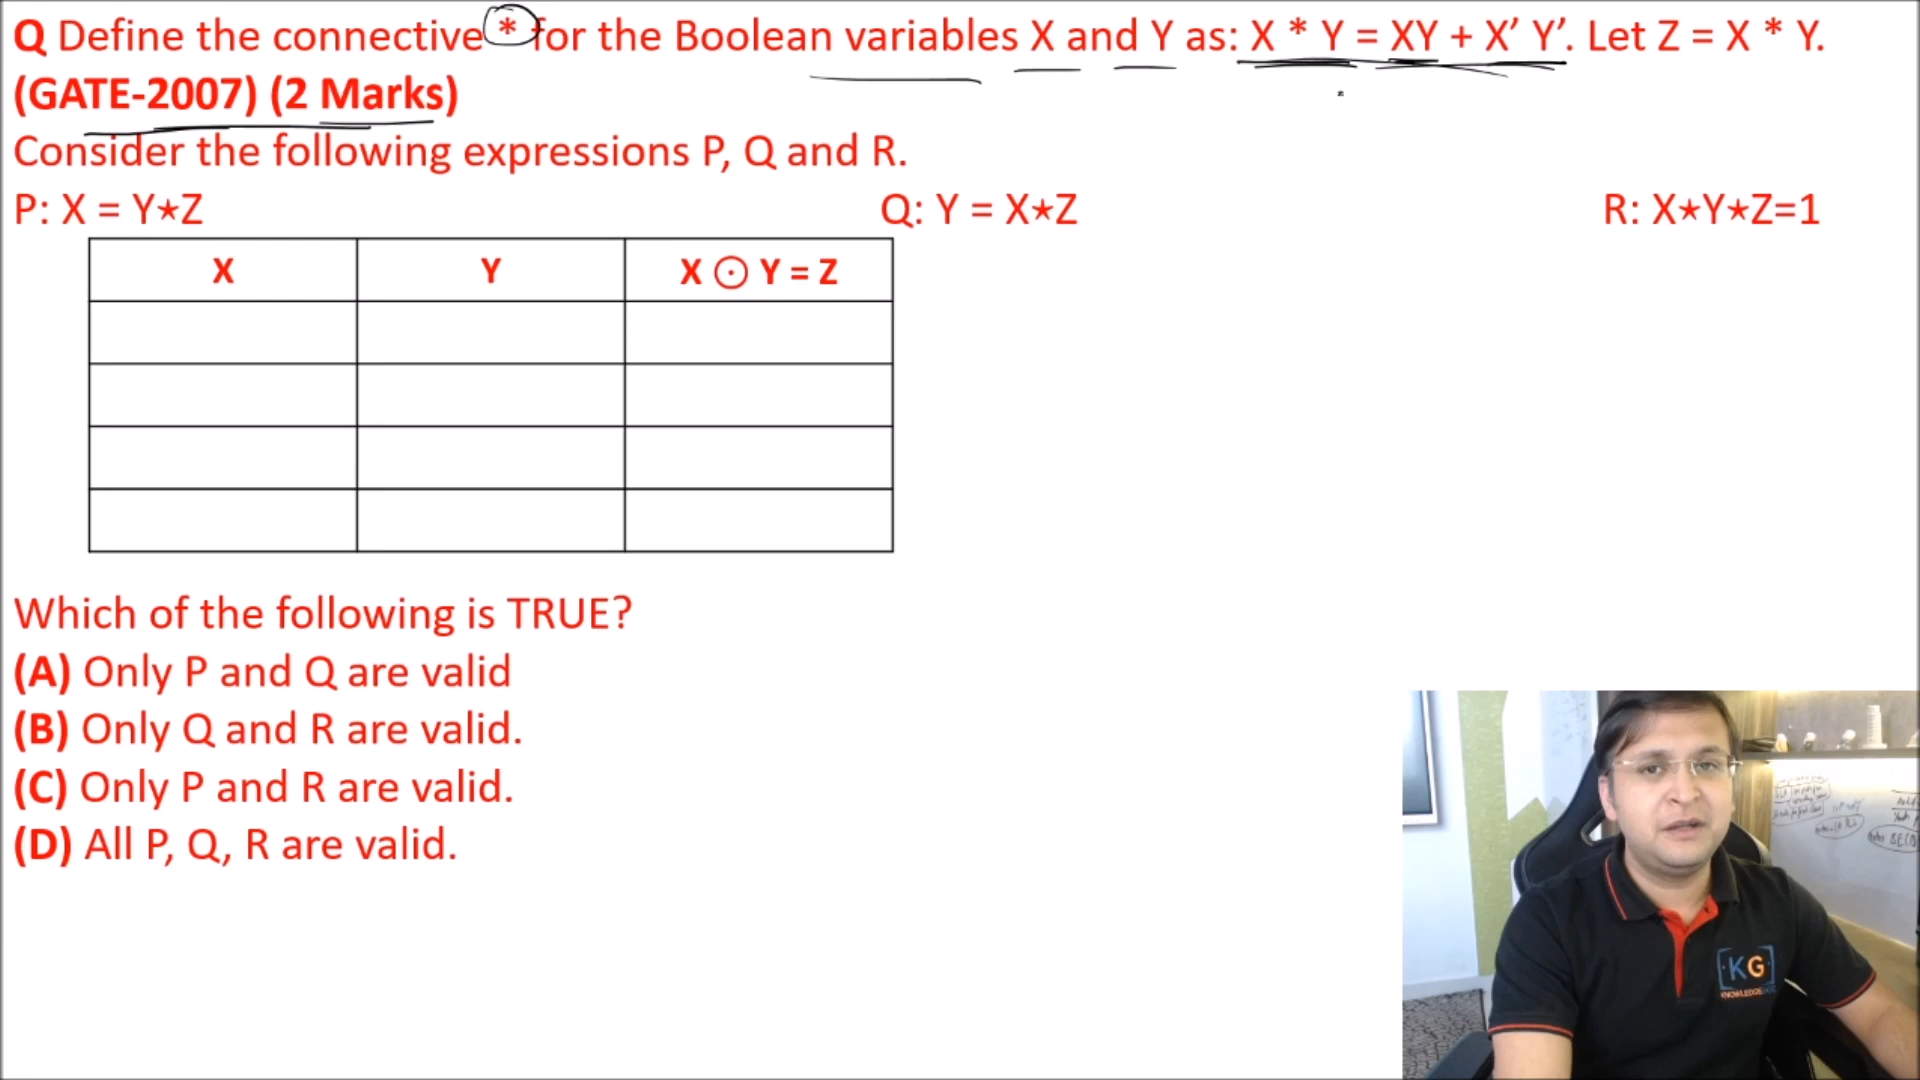 Q Define the connective * for the Boolean variables X and Y as: X * Y = XY + X’ Y’. Let Z = X * Y.
(GATE-2007) (2 Marks)
Consider the following expressions P, Q and R.
P: X = Y⋆Z Q: Y = X⋆Z R: X⋆Y⋆Z=1
X Y X ⨀ Y = Z
Which of the following is TRUE?
(A) Only P and Q are valid
(B) Only Q and R are valid.
(C) Only P and R are valid.
(D) All P, Q, R are valid.
KG